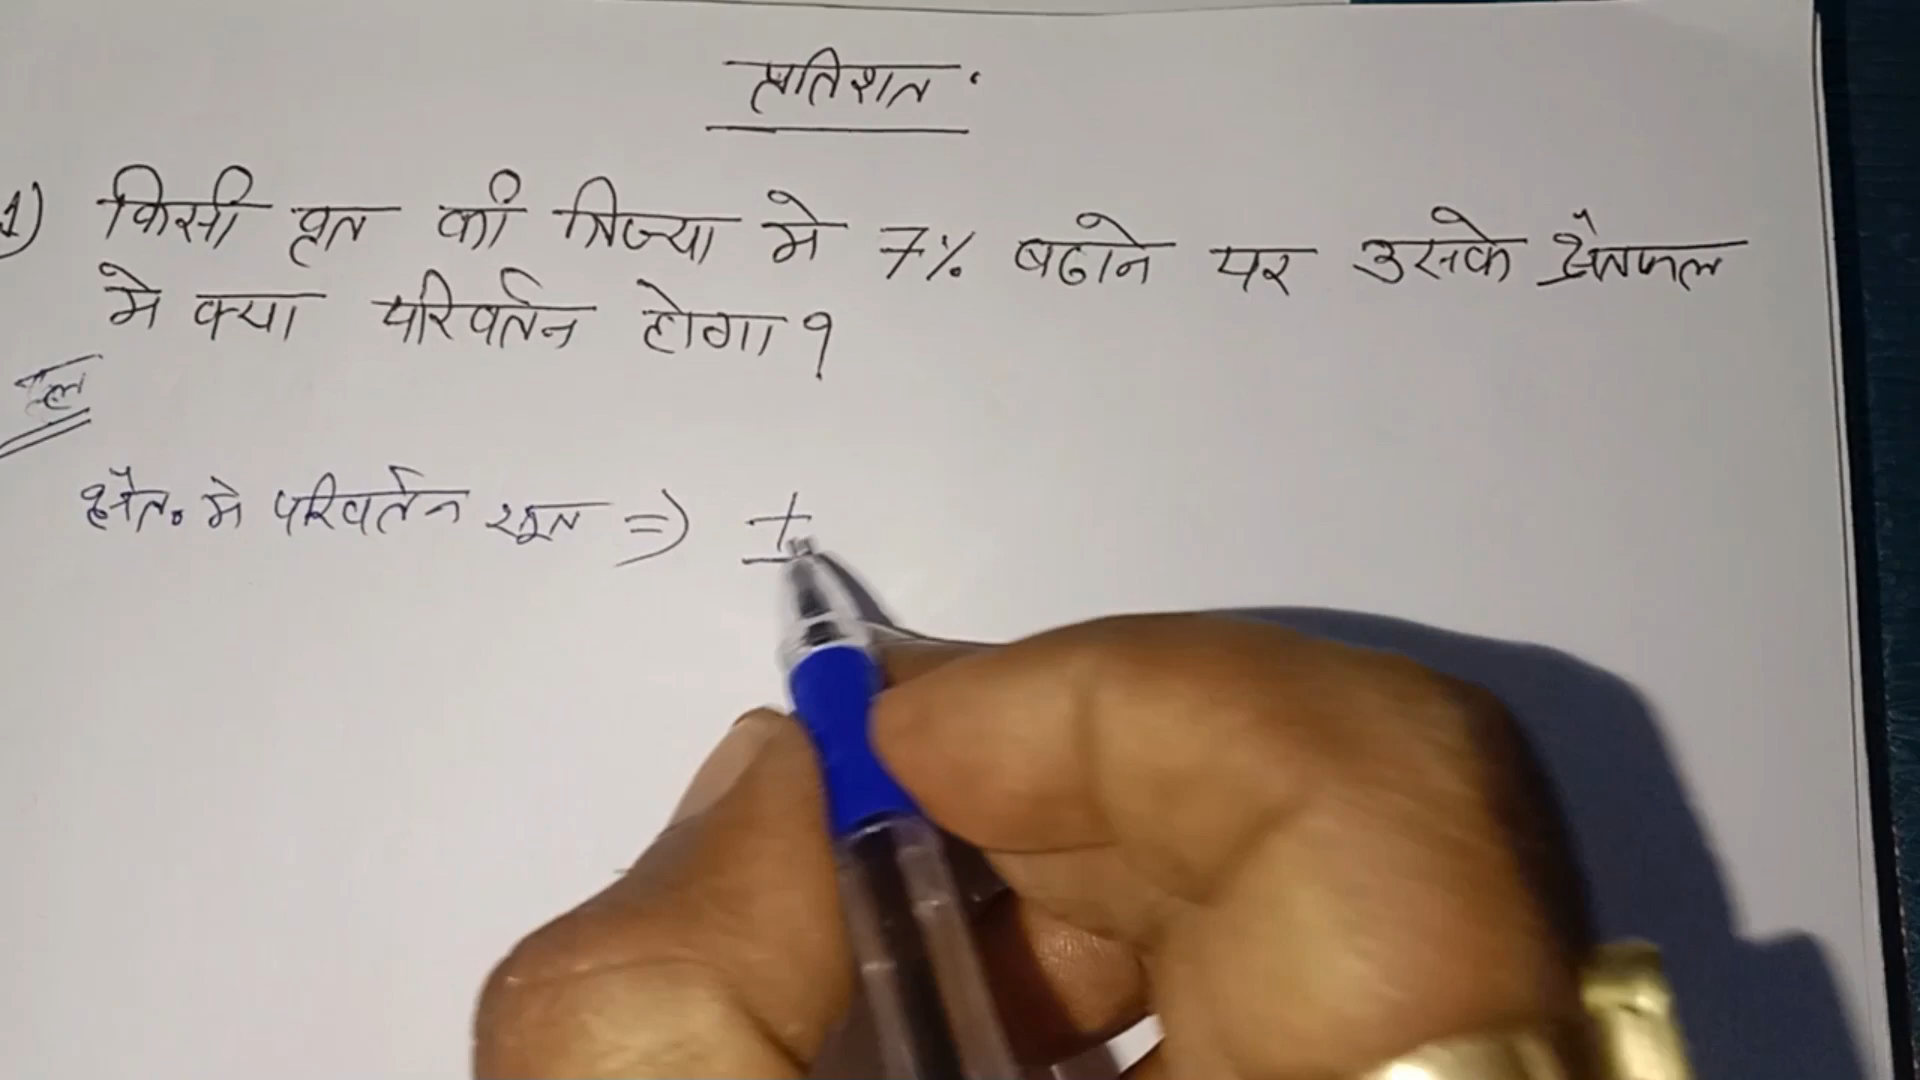 प्रतिशत
1) किसी वृत की त्रिज्या मे 7% बढाने पर उसके क्षेत्रफल
मे क्या परिवर्तन होगा?
हल
क्षेत्र. मे परिवर्तन सूत्र => ±